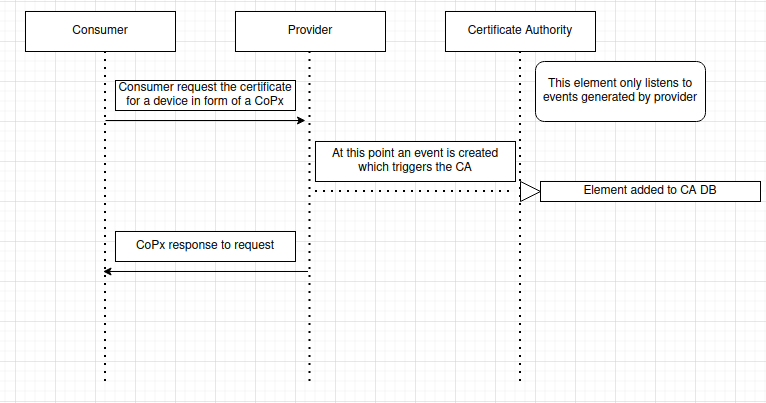 Consumer
Provider
Certificate Authority
This element only listens to
events generated by provider
Consumer request the certificate
for a device in form of a CoPx
At this point an event is created
which triggers the CA
Element added to CA DB
CoPx response to request